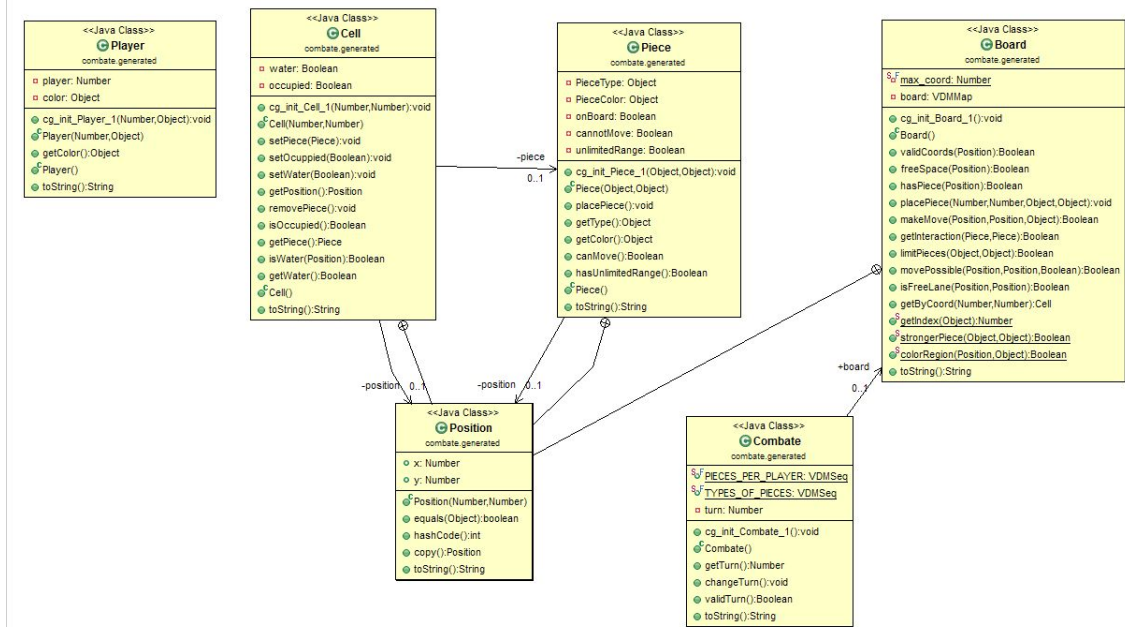 <<Java Class>>
Player
combate.generated
player: Number
color: Object
cg_init_Player_1(Number,Object):void
Player(Number,Object)
getColor():Object
Player()
toString():String
<<Java Class>>
Cell
combate.generated
water: Boolean
occupied: Boolean
cg_init_Cell_1(Number,Number):void
Cell(Number,Number)
setPiece(Piece):void
setOcuppied(Boolean):void
setWater(Boolean):void
getPosition():Position
removePiece():void
isOccupied():Boolean
getPiece():Piece
isWater(Position):Boolean
getWater():Boolean
Cell()
toString():String
-piece
0..1
<<Java Class>>
Piece
combate.generated
PieceType: Object
PieceColor: Object
onBoard: Boolean
cannotMove: Boolean
unlimitedRange: Boolean
cg_init_Piece_1(Object,Object):void
Piece(Object,Object)
placePiece():void
getType():Object
getColor():Object
canMove():Boolean
hasUnlimitedRange():Boolean
Piece()
toString():String
<<Java Class>>
Board
combate.generated
max_coord: Number
board: VDMMap
cg_init_Board_1():void
Board()
validCoords(Position):Boolean
freeSpace(Position):Boolean
hasPiece(Position):Boolean
placePiece(Number,Number,Object,Object):void
makeMove(Position,Position,Object):Boolean
getInteraction(Piece,Piece):Boolean
limitPieces(Object,Object):Boolean
movePossible(Position,Position,Boolean):Boolean
isFreeLane(Position,Position):Boolean
getByCoord(Number,Number):Cell
getIndex(Object):Number
strongerPiece(Object,Object):Boolean
colorRegion(Position,Object):Boolean
toString():String
-position 0..1
-position 0..1
+board
0..1
<<Java Class>>
Position
combate.generated
x: Number
y: Number
Position(Number,Number)
equals(Object):boolean
hashCode():int
copy():Position
toString():String
<<Java Class>>
Combate
combate.generated
PIECES_PER_PLAYER: VDMSeq
TYPES_OF_PIECES: VDMSeq
turn: Number
cg_init_Combate_1():void
Combate()
getTurn():Number
changeTurn():void
validTurn():Boolean
toString():String